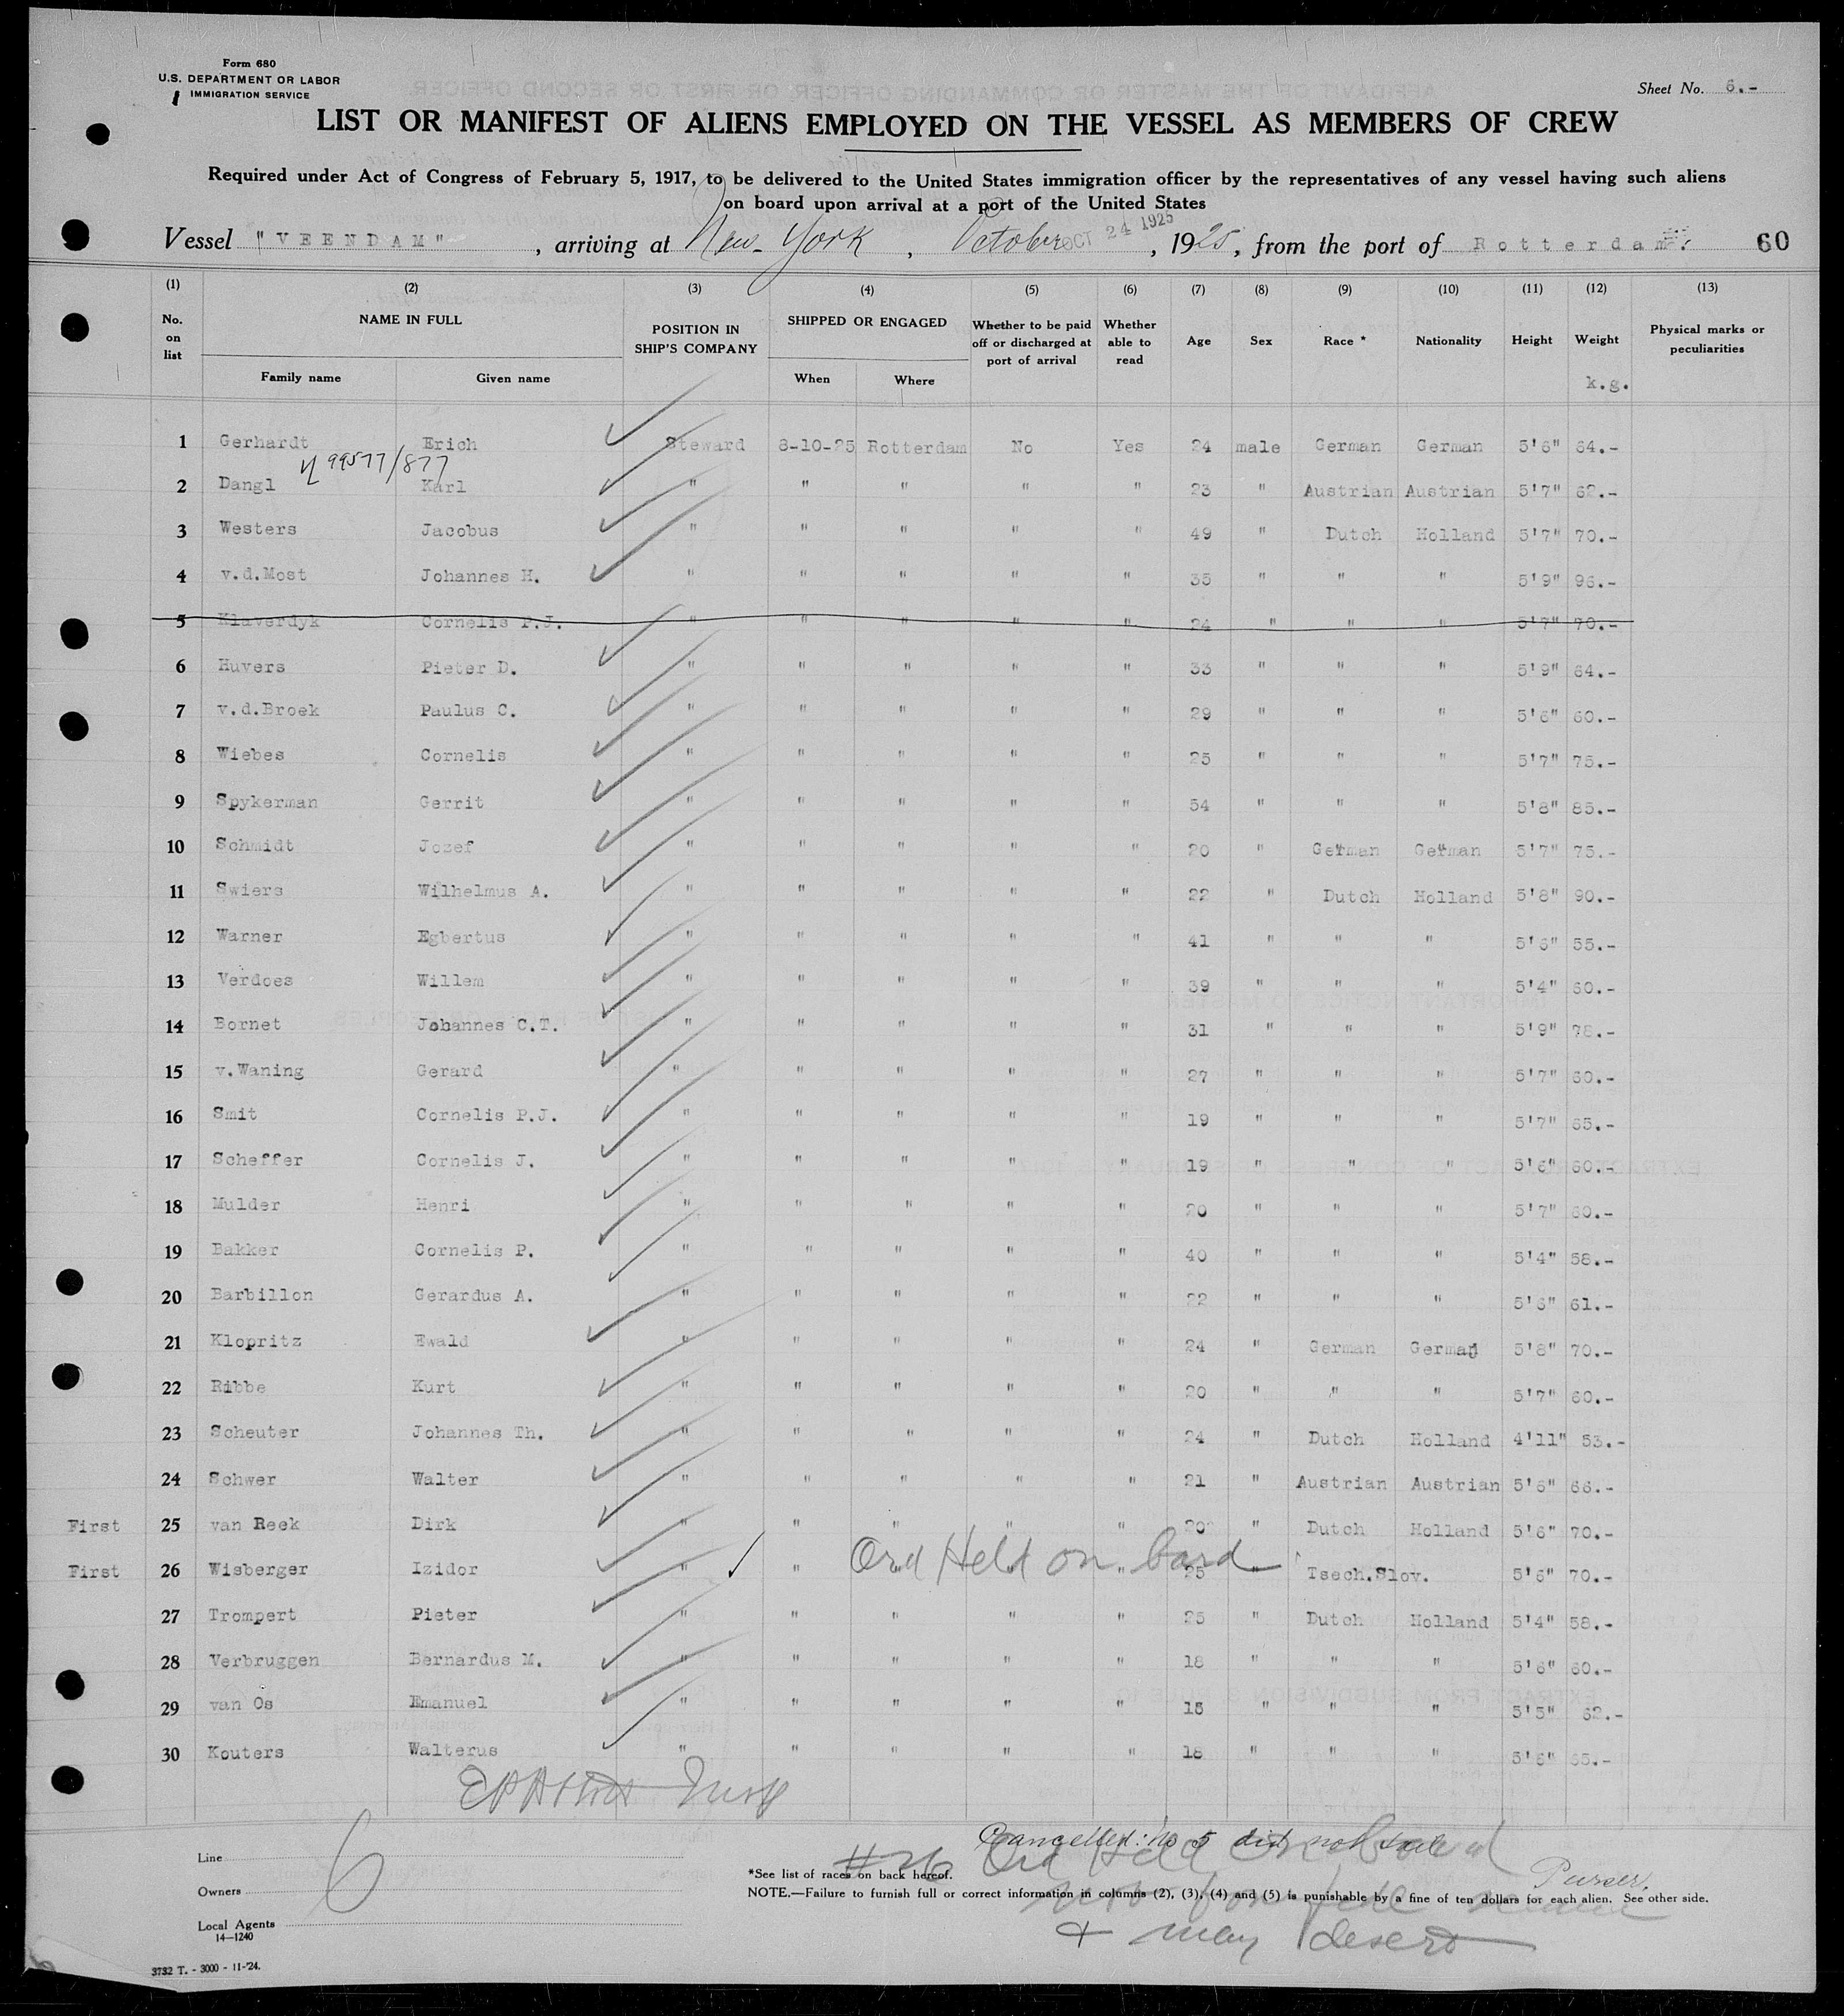 Form 680
U.S. DEPARTMENT OR LABOR
IMMIGRATION SERVICE
Sheet No. 6.-
LIST OR MANIFEST OF ALIENS EMPLOYED ON THE VESSEL AS MEMBERS OF CREW
Required under Act of Congress of February 5, 1917, to be delivered to the United States immigration officer by the representatives of any vessel having such aliens
on board upon arrival at a port of the United States
Vessel "VEENDAM", arriving at New York, October OCT 24 1925, 1925, from the port of Rotterdam. 60
(1) (2) (3) (4) (5) (6) (7) (8) (9) (10) (11) (12) (13)
No. on list NAME IN FULL Family name Given name POSITION IN SHIP'S COMPANY SHIPPED OR ENGAGED When Where Whether to be paid off or discharged at port of arrival Whether able to read Age Sex Race * Nationality Height Weight k.g. Physical marks or peculiarities
1 Gerhardt Erich Steward 8-10-25 Rotterdam No Yes 24 male German German 5'6" 64.-
99577/877
2 Dangl Karl " " " " " 23 " Austrian Austrian 5'7" 62.-
3 Westers Jacobus " " " " " 49 " Dutch Holland 5'7" 70.-
4 v.d.Most Johannes H. " " " " " 35 " " " 5'9" 96.-
5 Klaverdyk Cornelis P.J. " " " " " 24 " " " 5'7" 70.-
6 Huvers Pieter D. " " " " " 33 " " " 5'9" 64.-
7 v.d.Broek Paulus C. " " " " " 29 " " " 5'6" 60.-
8 Wiebes Cornelis " " " " " 25 " " " 5'7" 75.-
9 Spykerman Gerrit " " " " " 54 " " " 5'8" 85.-
10 Schmidt Jozef " " " " " 20 " German German 5'7" 75.-
11 Swiers Wilhelmus A. " " " " " 22 " Dutch Holland 5'8" 90.-
12 Warner Egbertus " " " " " 41 " " " 5'6" 55.-
13 Verdoes Willem " " " " " 39 " " " 5'4" 60.-
14 Bornet Johannes C.T. " " " " " 31 " " " 5'9" 78.-
15 v.Waning Gerard " " " " " 27 " " " 5'7" 60.-
16 Smit Cornelis P.J. " " " " " 19 " " " 5'7" 65.-
17 Scheffer Cornelis J. " " " " " 19 " " " 5'6" 60.-
18 Mulder Henri " " " " " 20 " " " 5'7" 60.-
19 Bakker Cornelis P. " " " " " 40 " " " 5'4" 58.-
20 Barbillon Gerardus A. " " " " " 22 " " " 5'6" 61.-
21 Klopritz Ewald " " " " " 24 " German German 5'8" 70.-
22 Ribbe Kurt " " " " " 20 " " " 5'7" 60.-
23 Scheuter Johannes Th. " " " " " 24 " Dutch Holland 4'11" 53.-
24 Schwer Walter " " " " " 21 " Austrian Austrian 5'6" 66.-
First 25 van Reek Dirk " " " " " 20 " Dutch Holland 5'6" 70.-
First 26 Wisberger Izidor " " " " " 25 " Tsech.Slov. 5'6" 70.-
Ord Held on bord
27 Trompert Pieter " " " " " 25 " Dutch Holland 5'4" 58.-
28 Verbruggen Bernardus M. " " " " " 18 " " " 5'6" 60.-
29 van Os Emanuel " " " " " " " " 5'5" 62.-
30 Kouters Walterus " " " " " 18 " " " 5'6" 65.-
Cancelled: no 5 did not sail
Purser.
#26 Ord Held on Board
+ may desert
Line
6
Owners
Local Agents
14-1240
*See list of races on back hereof.
NOTE.—Failure to furnish full or correct information in columns (2), (3), (4) and (5) is punishable by a fine of ten dollars for each alien. See other side.
3732 T. - 3000 - 11-'24.